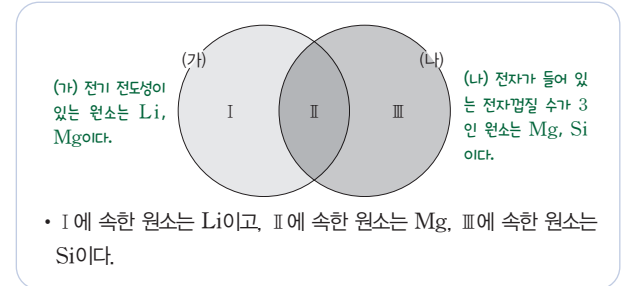 (가)
(나)
(가) 전기 전도성이
있는 원소는 Li,
Mg이다.
Ⅰ
Ⅱ
Ⅲ
(나) 전자가 들어 있
는 전자껍질 수가 3
인 원소는 Mg, Si
이다.
• Ⅰ에 속한 원소는 Li이고, Ⅱ에 속한 원소는 Mg, Ⅲ에 속한 원소는
Si이다.